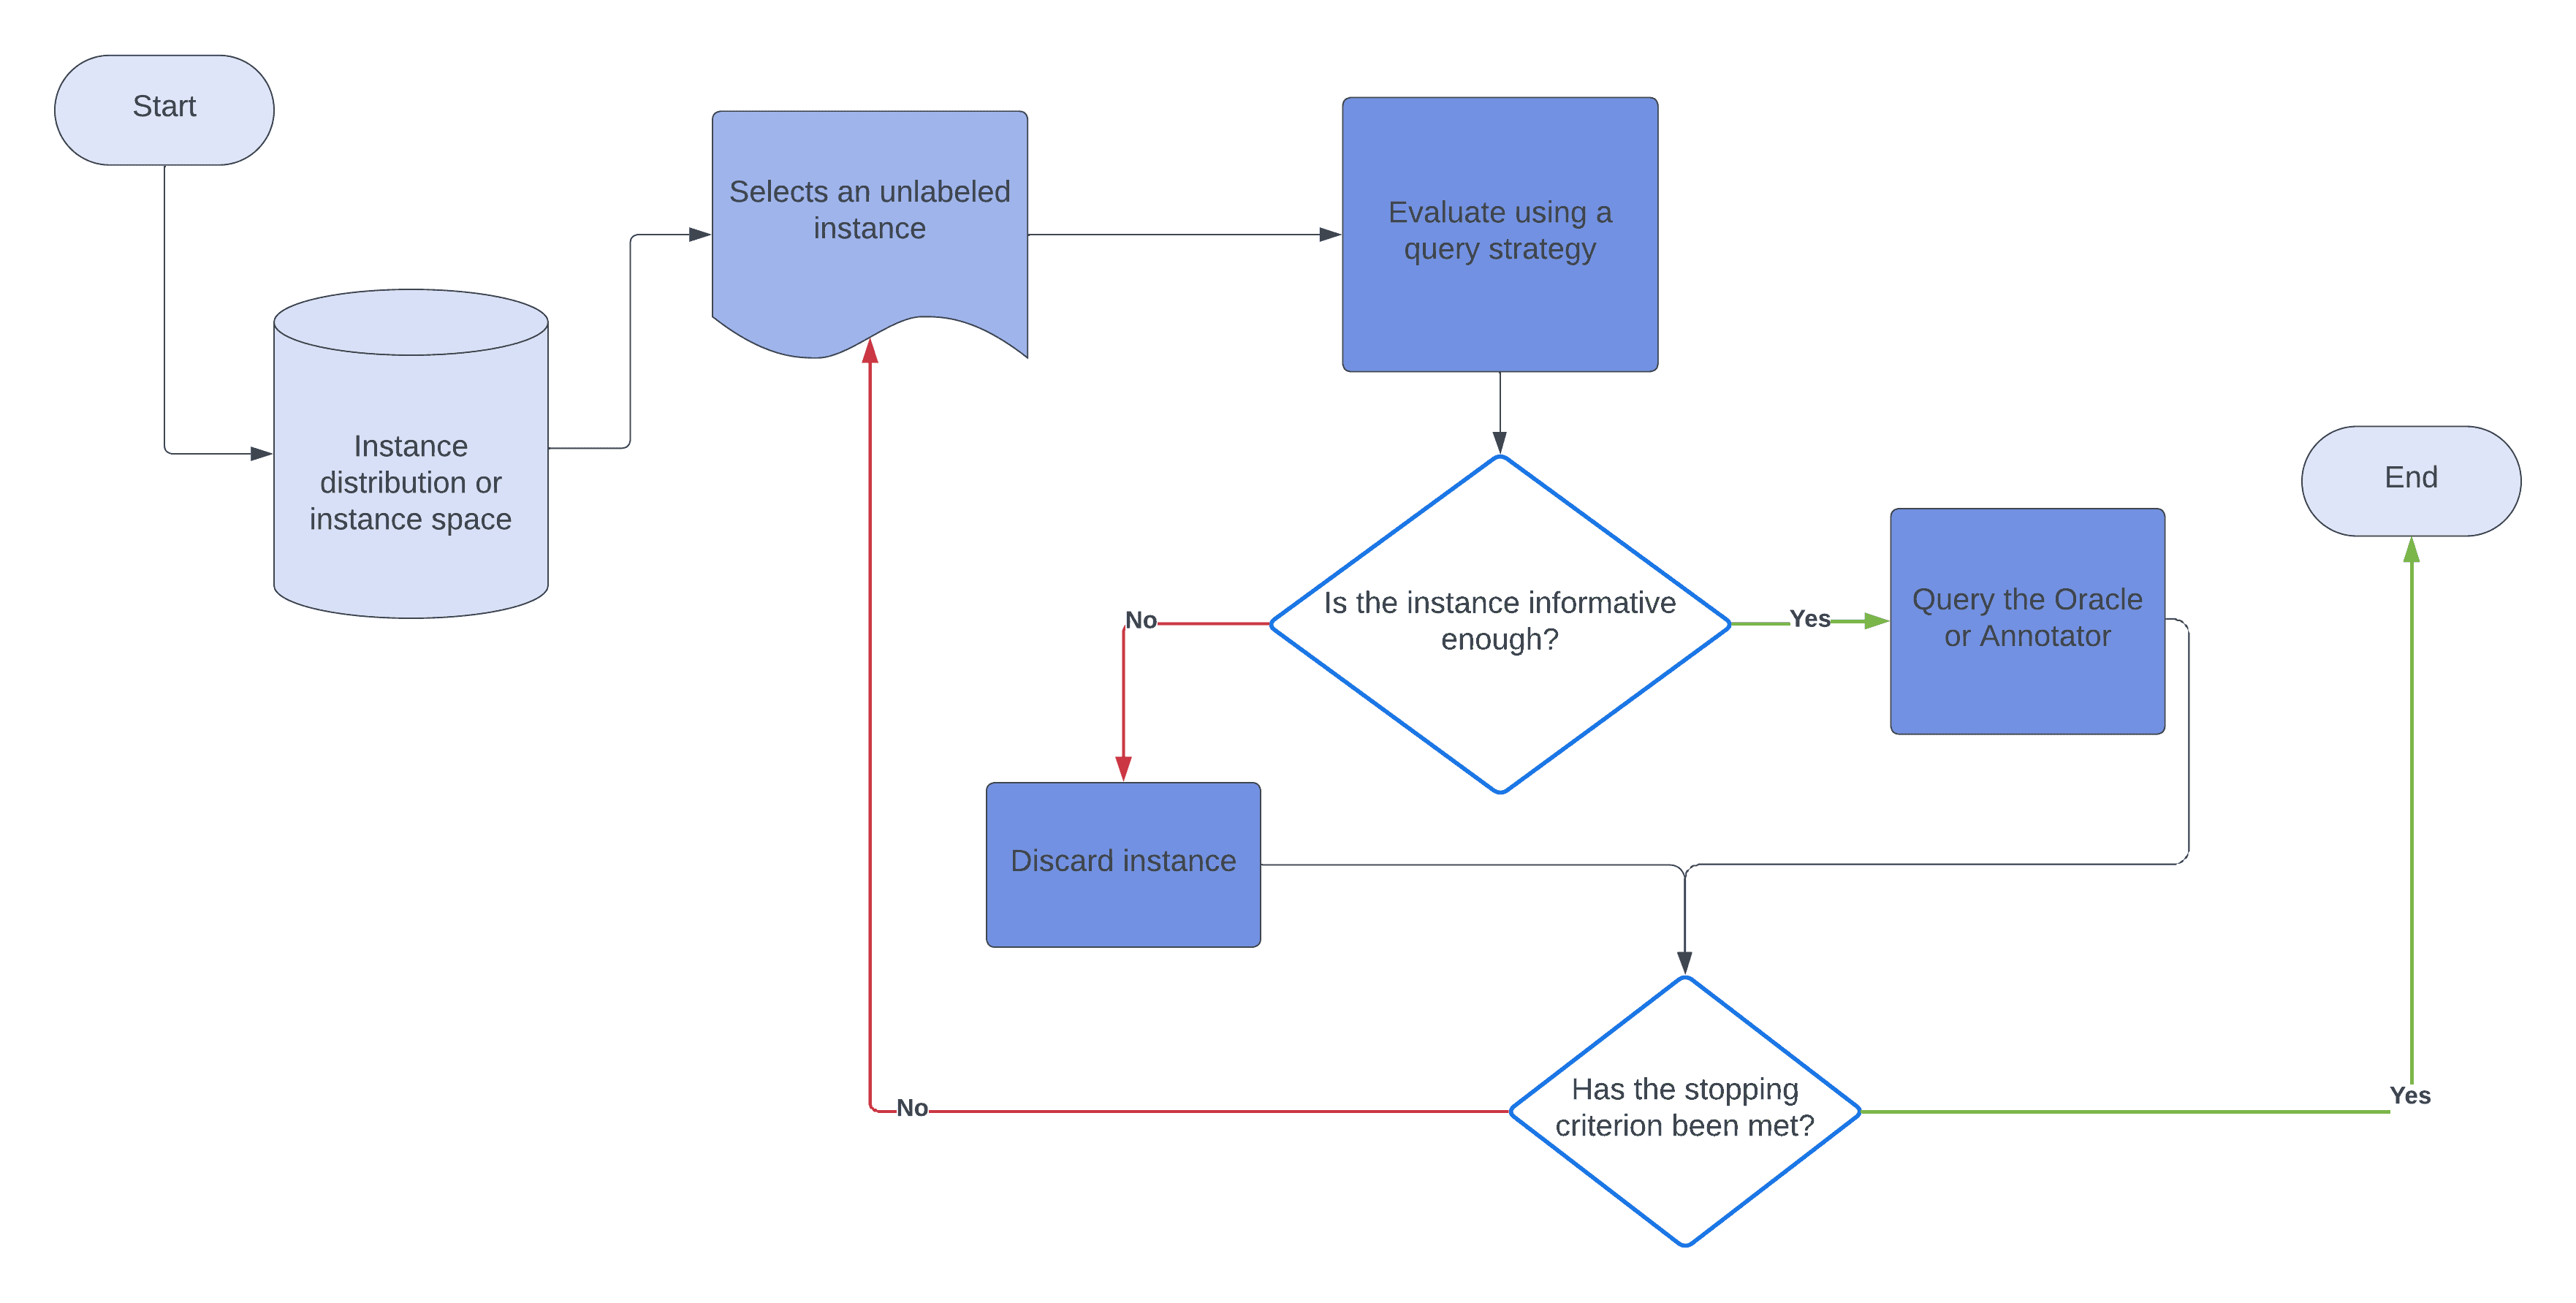 Start
Instance
distribution or
instance space
Selects an unlabeled
instance
Evaluate using a
query strategy
Is the instance informative
enough?
No
Yes
Query the Oracle
or Annotator
Discard instance
Has the stopping
criterion been met?
No
Yes
End